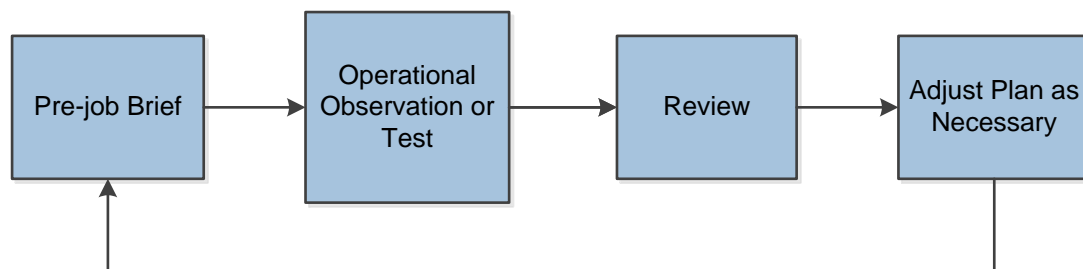 Pre-job Brief
Operational
Observation or
Test
Review
Adjust Plan as
Necessary